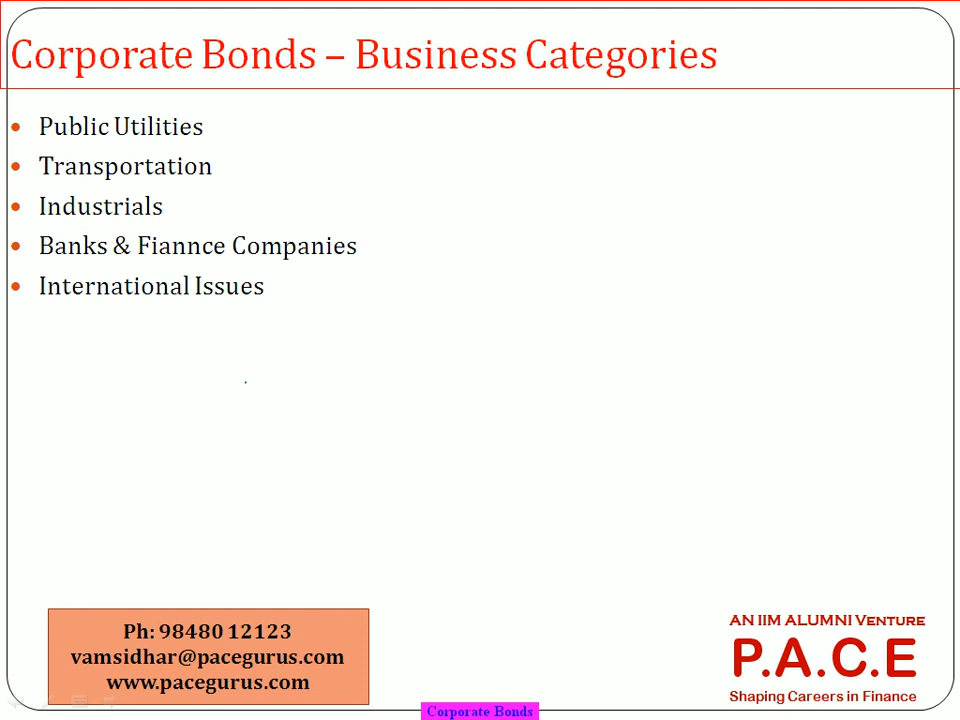 Corporate Bonds – Business Categories
• Public Utilities
• Transportation
• Industrials
• Banks & Fiannce Companies
• International Issues
Ph: 98480 12123
vamsidhar@pacegurus.com
www.pacegurus.com
AN IIM ALUMNI VENTURE
P.A.C.E
Shaping Careers in Finance
Corporate Bonds